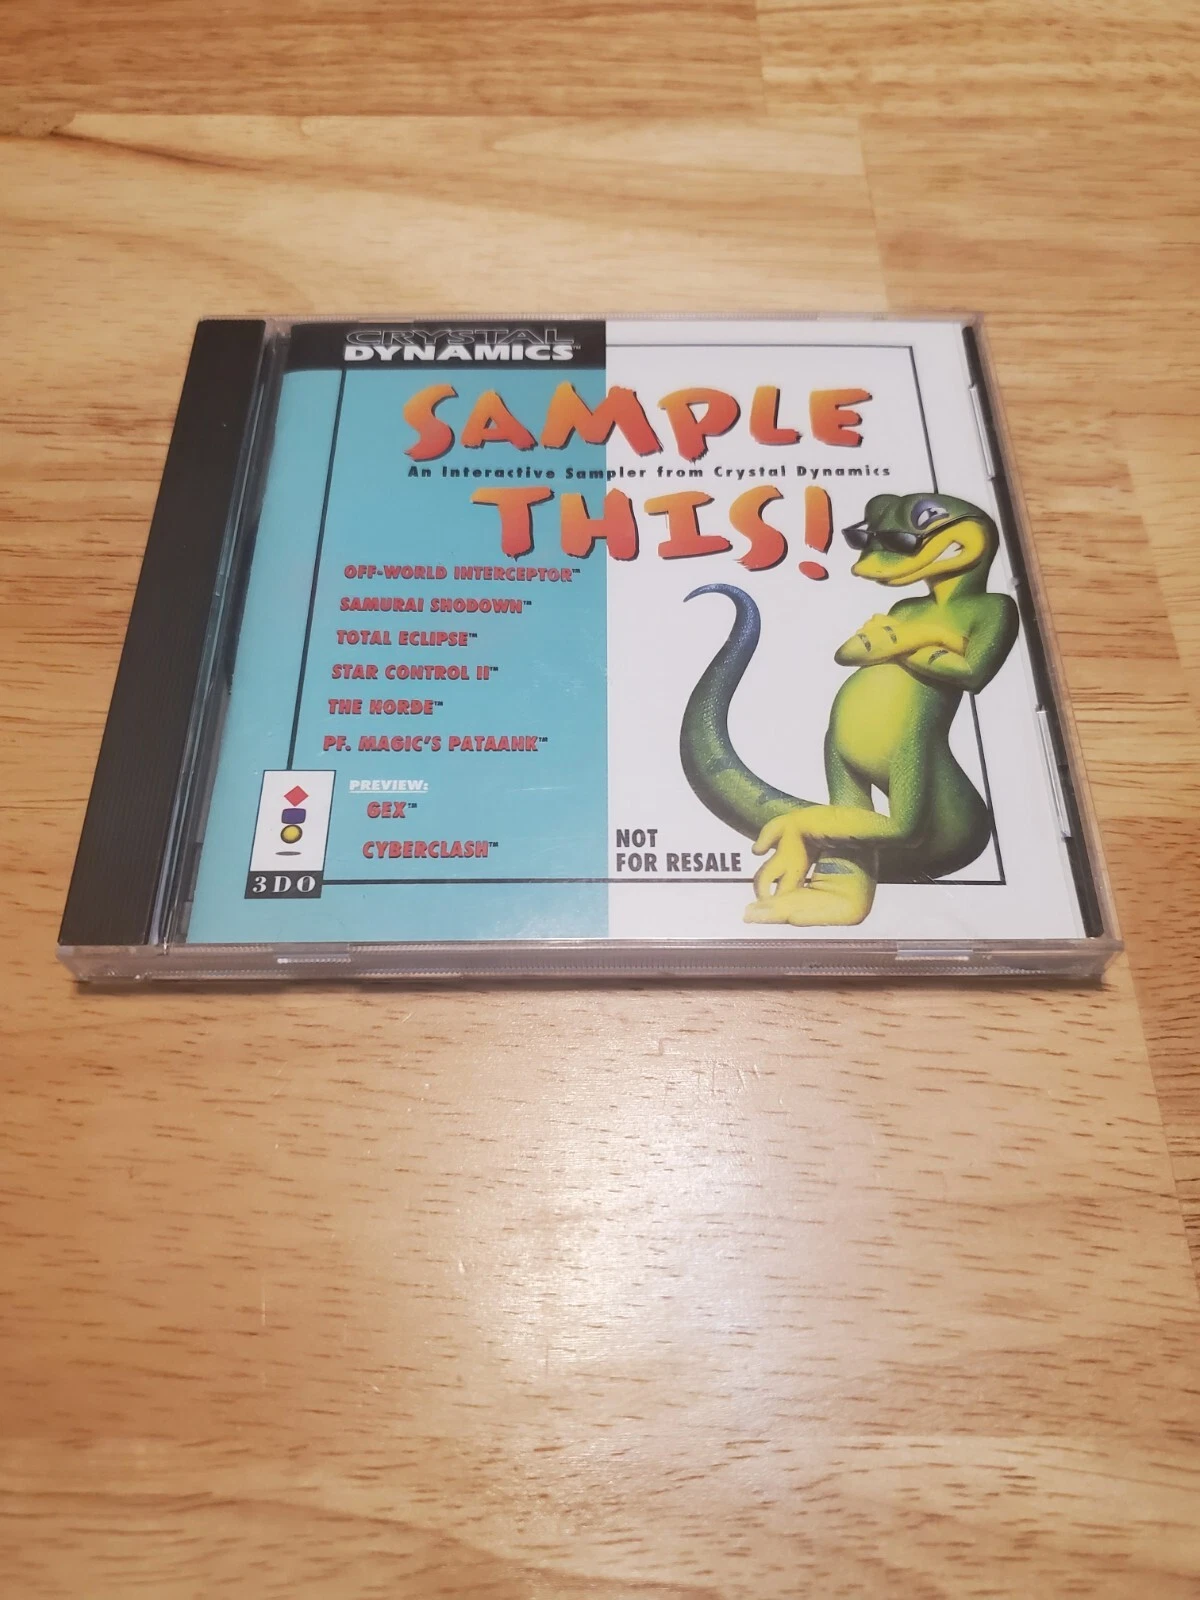 CRYSTAL
DYNAMICS™
SAMPLE
An Interactive Sampler from Crystal Dynamics
THIS!
OFF-WORLD INTERCEPTOR™
SAMURAI SHODOWN™
TOTAL ECLIPSE™
STAR CONTROL II™
THE HORDE™
PF. MAGIC'S PATAANK™
PREVIEW:
GEX™
CYBERCLASH™
3DO
NOT
FOR RESALE